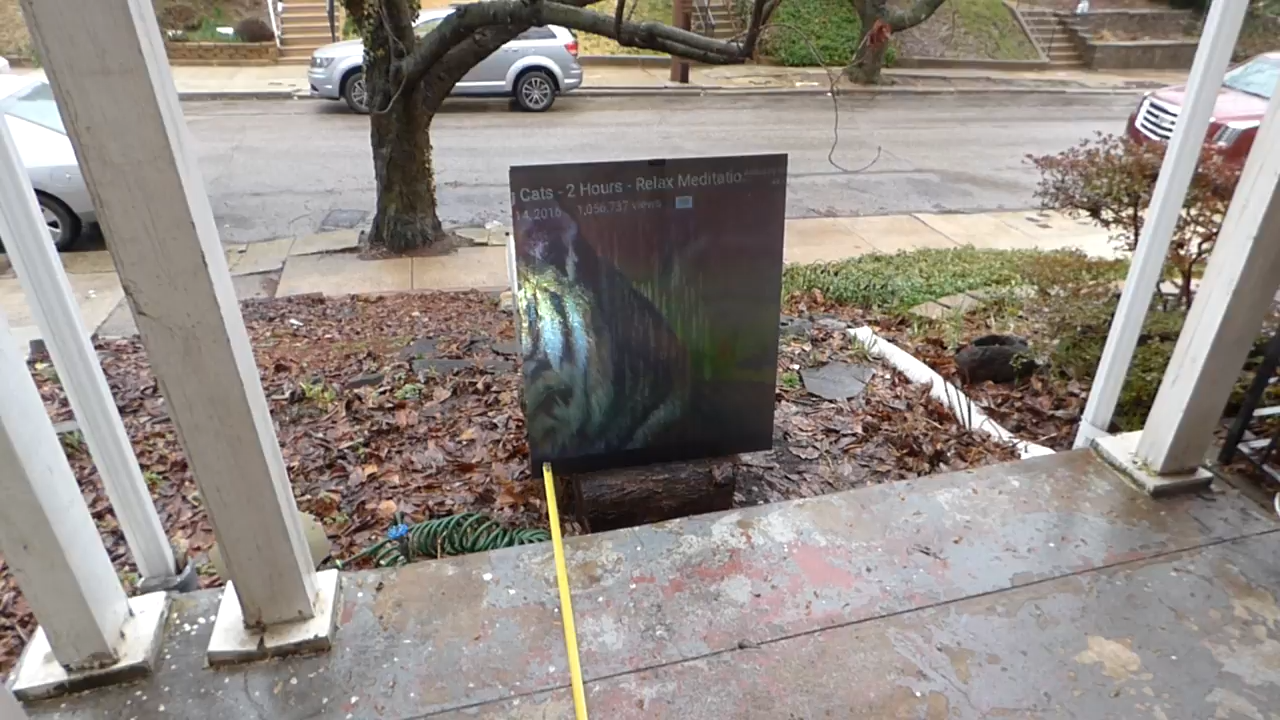 Cats - 2 Hours - Relax Meditatio...
14, 2016 1,056,737 views